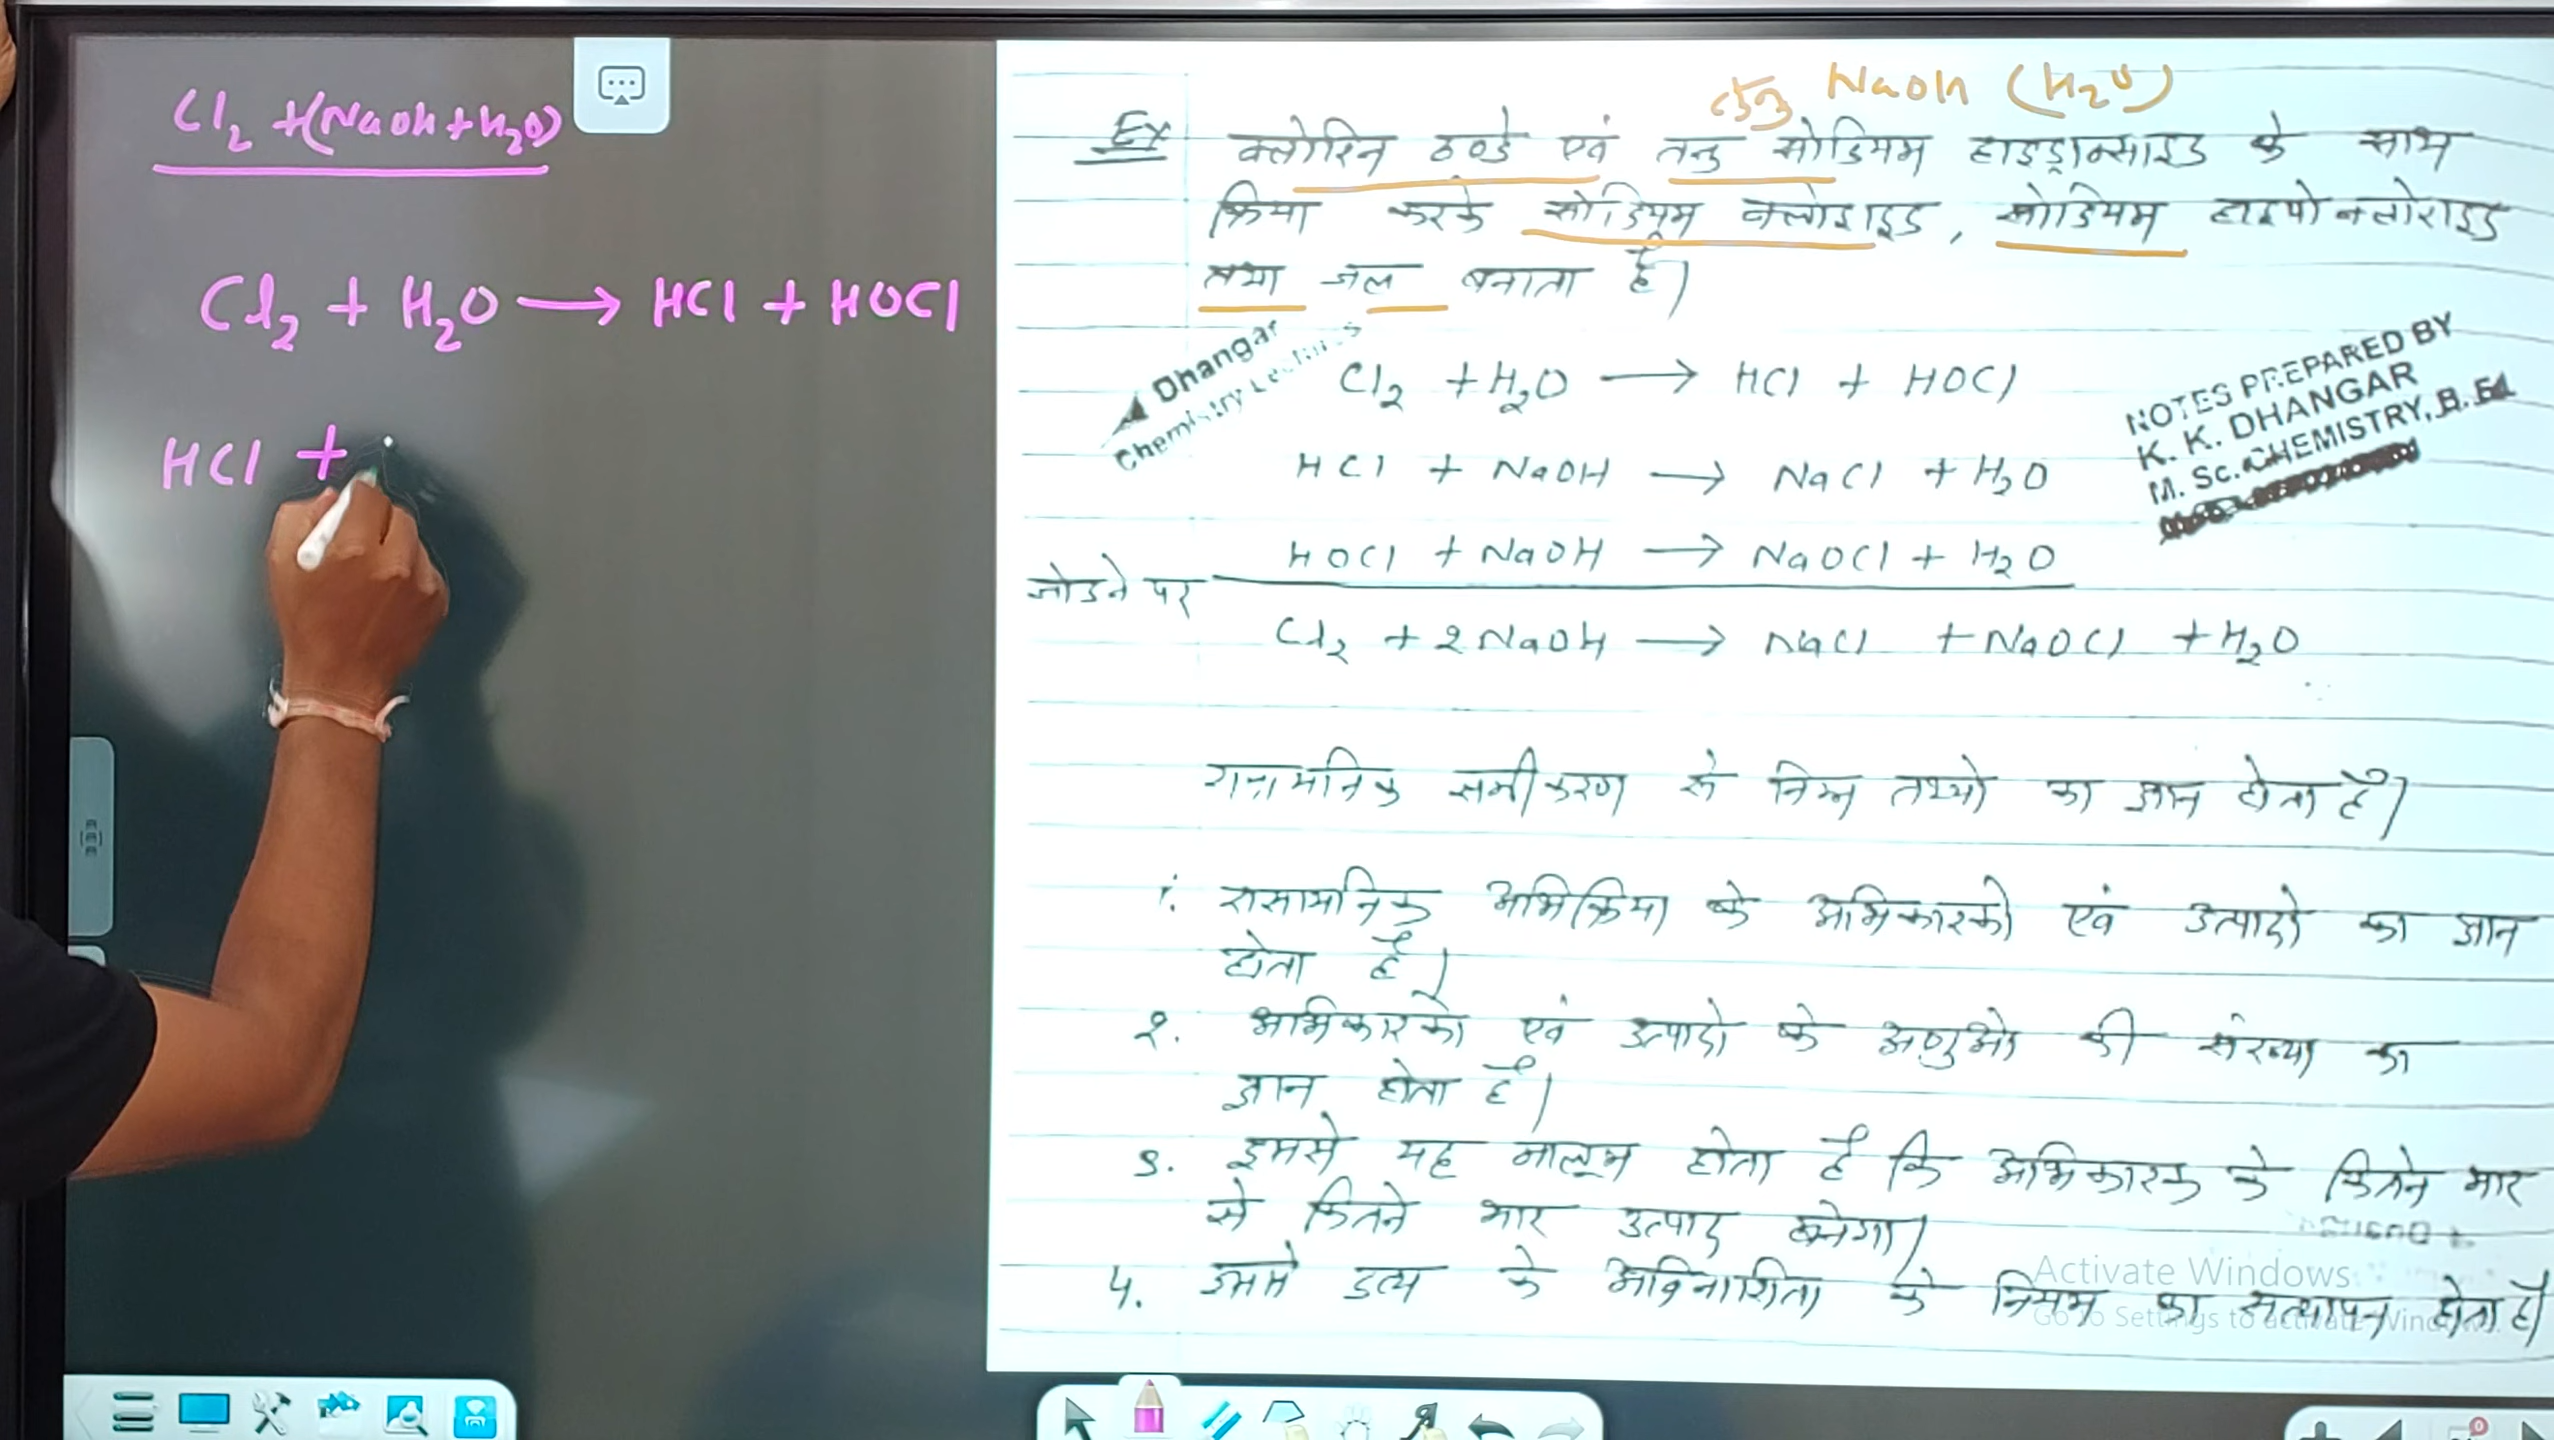 Cl₂ +(NaOh+H₂O)
Cl₂ + H₂O ⟶ HCl + HOCl
HCl +
तनु NaOh (H₂O)
Ex क्लोरिन ठण्डे एवं तनु सोडियम हाइड्राक्साइड के साथ
क्रिया करके सोडियम क्लोराइड, सोडियम हाइपोक्लोराइड
तथा जल बनाता है।
Dhangar
Chemistry Lectures
Cl₂ + H₂O ⟶ HCl + HOCl
NOTES PREPARED BY
K. K. DHANGAR
M. Sc. CHEMISTRY, B. Ed
HCl + NaOH ⟶ NaCl + H₂O
HOCl + NaOH ⟶ NaOCl + H₂O
जोडने पर
Cl₂ + 2NaOH ⟶ NaCl + NaOCl + H₂O
रासायनिक समीकरण से निम्न तथ्यो का ज्ञान होता है।
1. रासायनिक अभिक्रिया के अभिकारको एवं उत्पादो का ज्ञान
होता है।
२. अभिकारको एवं उत्पादो के अणुओ की संख्या का
ज्ञान होता है।
3. इससे यह मालूम होता है कि अभिकारक के कितने भार
से कितने भार उत्पाद बनेगा।
4. इससे द्रव्य के अविनाशिता के नियम का सत्यापन होता है।
Activate Windows
Go to Settings to activate Windows.